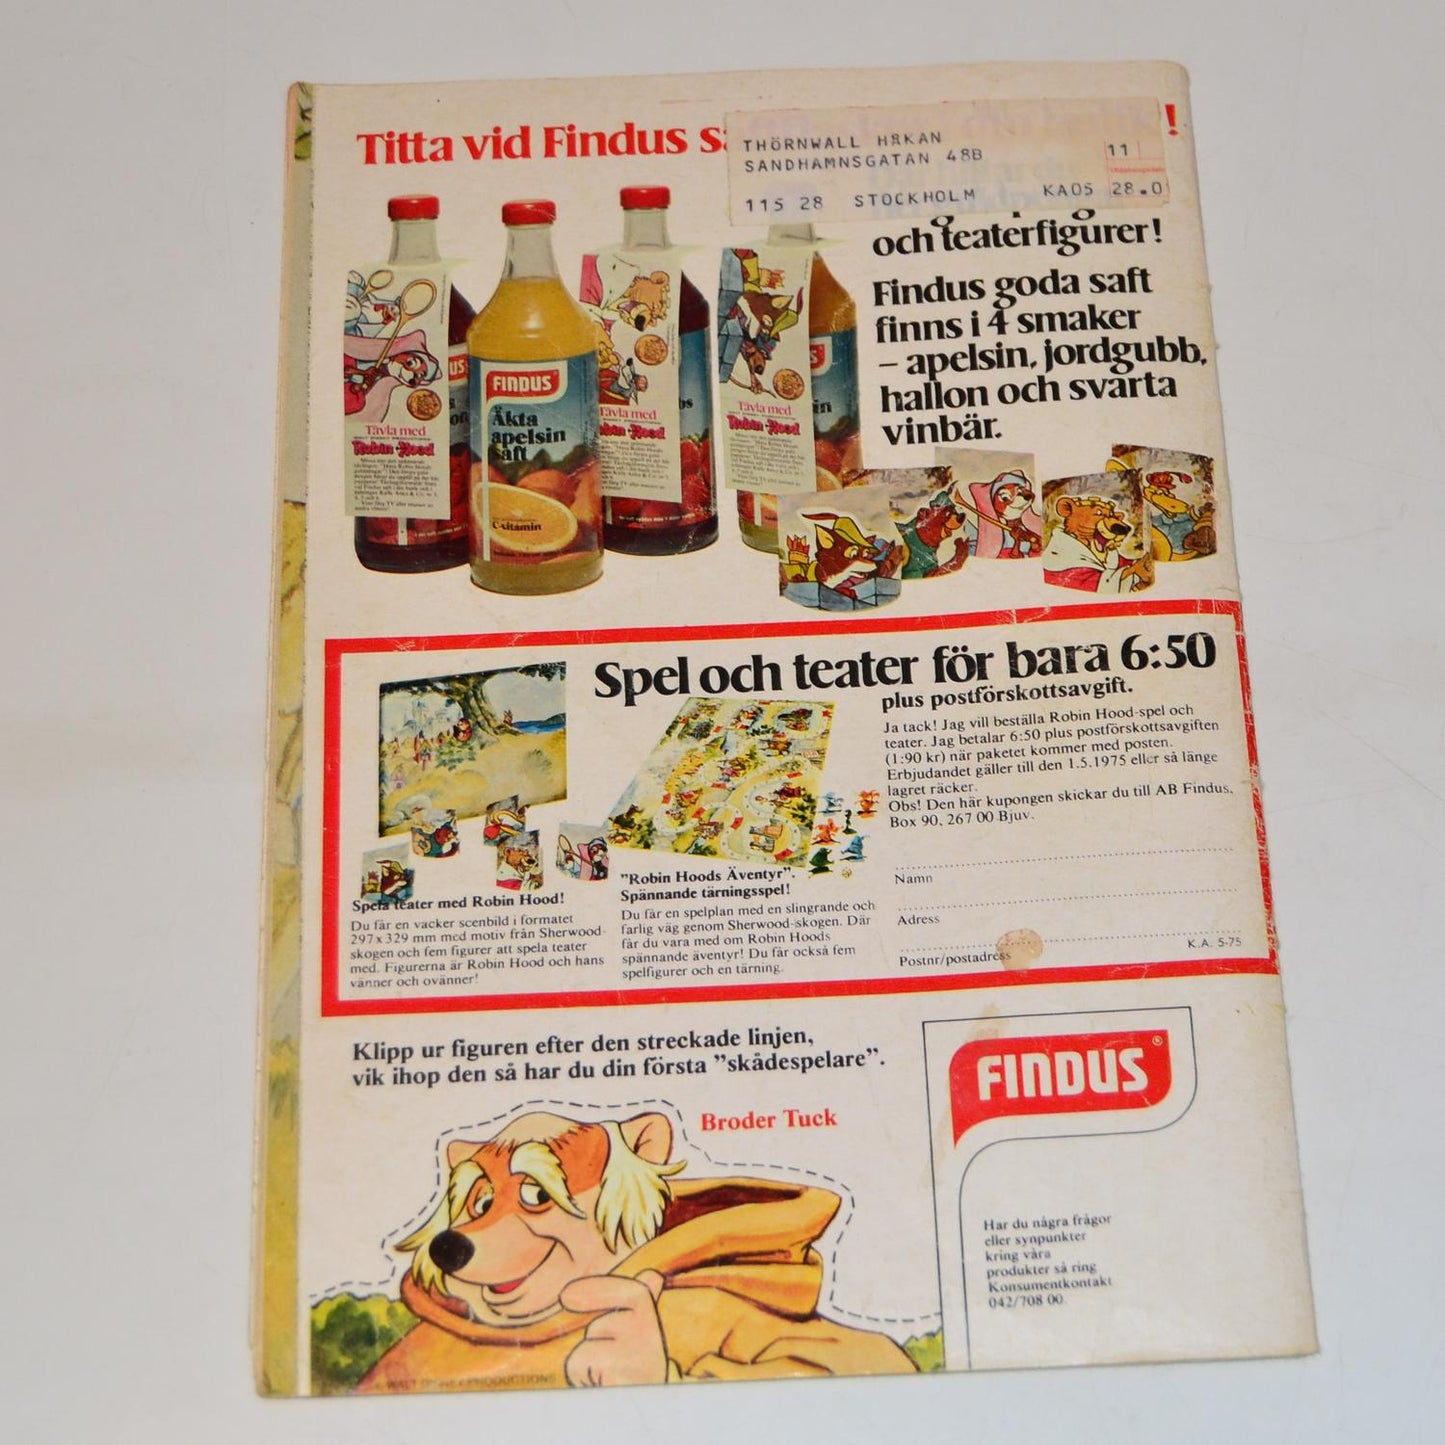 Titta vid Findus sa
!
THÖRNWALL HÅKAN
SANDHAMNSGATAN 48B
11
115 28 STOCKHOLM KA05 28.0
och teaterfigurer!
Findus goda saft
finns i 4 smaker
– apelsin, jordgubb,
hallon och svarta
vinbär.
FINDUS
Äkta
apelsin
saft
C-vitamin
Tävla med
Robin Hood
Tävla med
Robin Hood
Tävla med
Robin Hood
Spel och teater för bara 6:50
plus postförskottsavgift.
Ja tack! Jag vill beställa Robin Hood-spel och
teater. Jag betalar 6:50 plus postförskottsavgiften
(1:90 kr) när paketet kommer med posten.
Erbjudandet gäller till den 1.5.1975 eller så länge
lagret räcker.
Obs! Den här kupongen skickar du till AB Findus,
Box 90, 267 00 Bjuv.
Namn
Adress
Postnr/postadress
K.A. 5-75
Spela teater med Robin Hood!
Du får en vacker scenbild i formatet
297 x 329 mm med motiv från Sherwood-
skogen och fem figurer att spela teater
med. Figurerna är Robin Hood och hans
vänner och ovänner!
"Robin Hoods Äventyr".
Spännande tärningsspel!
Du får en spelplan med en slingrande och
farlig väg genom Sherwood-skogen. Där
får du vara med om Robin Hoods
spännande äventyr! Du får också fem
spelfigurer och en tärning.
Klipp ur figuren efter den streckade linjen,
vik ihop den så har du din första "skådespelare".
Broder Tuck
FINDUS®
Har du några frågor
eller synpunkter
kring våra
produkter så ring
Konsumentkontakt
042/708 00.
© WALT DISNEY PRODUCTIONS